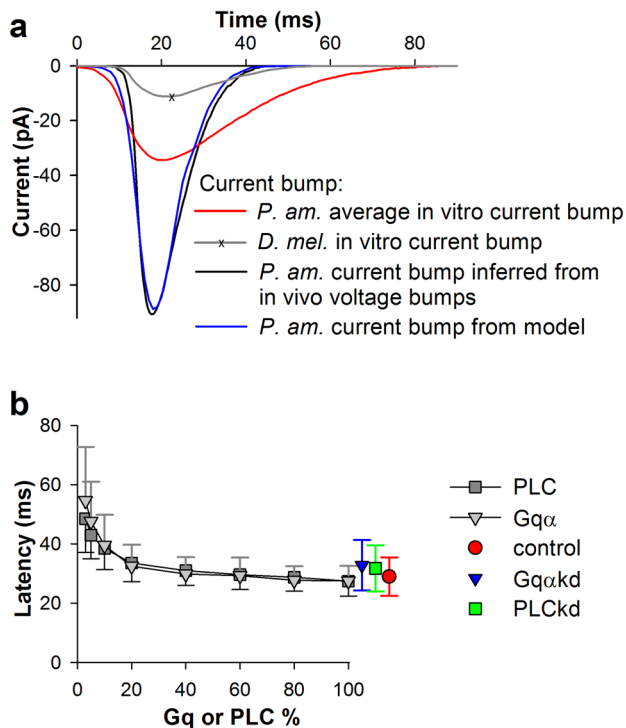 a
Time (ms)
0 20 40 60 80
0
-20
-40
-60
-80
Current (pA)
Current bump:
P. am. average in vitro current bump
D. mel. in vitro current bump
P. am. current bump inferred from
in vivo voltage bumps
P. am. current bump from model
b
80
60
40
20
0
Latency (ms)
0 20 40 60 80 100
Gq or PLC %
PLC
Gqα
control
Gqαkd
PLCkd